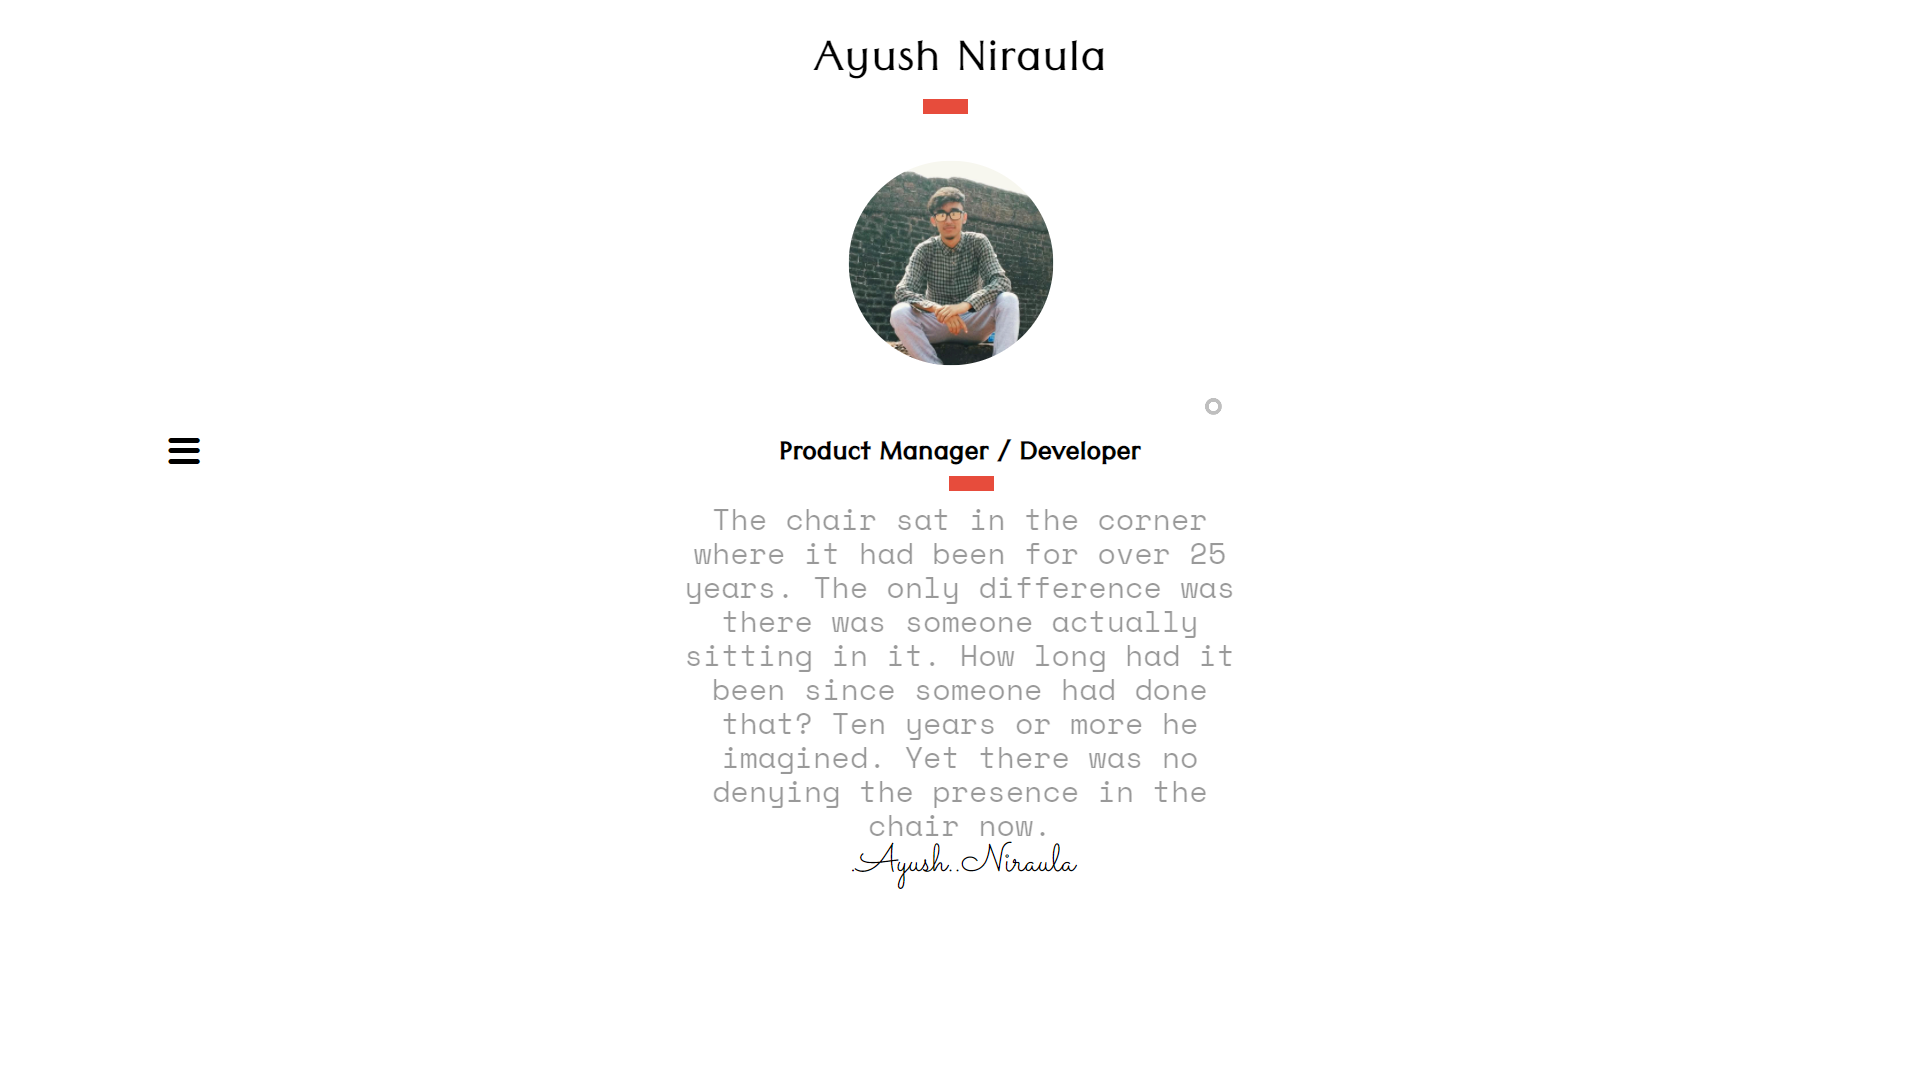 Ayush Niraula
Product Manager / Developer
The chair sat in the corner
where it had been for over 25
years. The only difference was
there was someone actually
sitting in it. How long had it
been since someone had done
that? Ten years or more he
imagined. Yet there was no
denying the presence in the
chair now.
.Ayush..Niraula